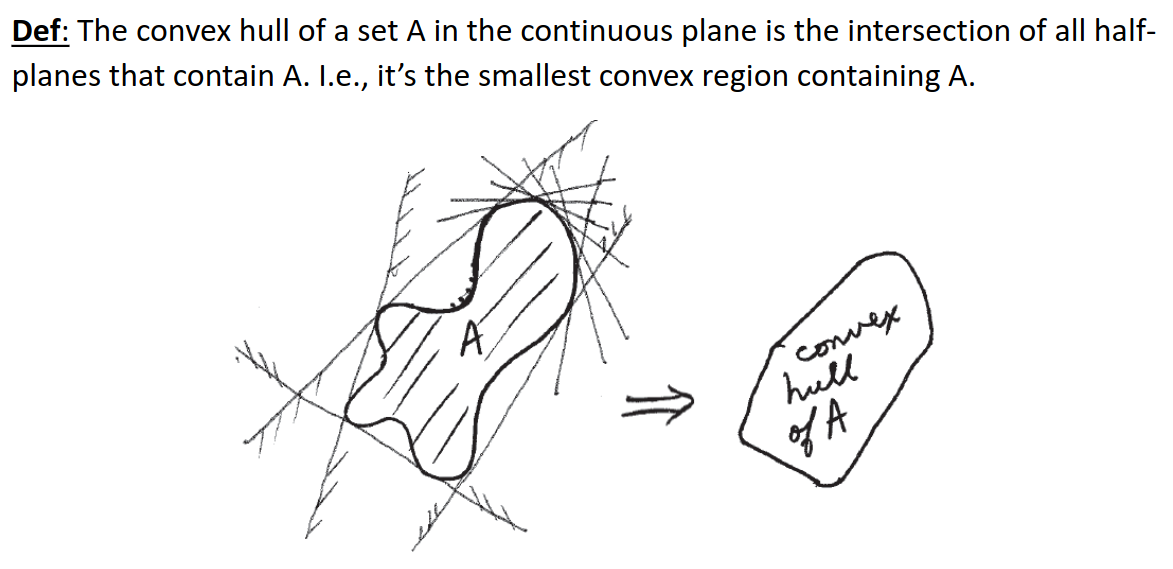 Def: The convex hull of a set A in the continuous plane is the intersection of all half-
planes that contain A. I.e., it’s the smallest convex region containing A.
A
convex
hull
of A